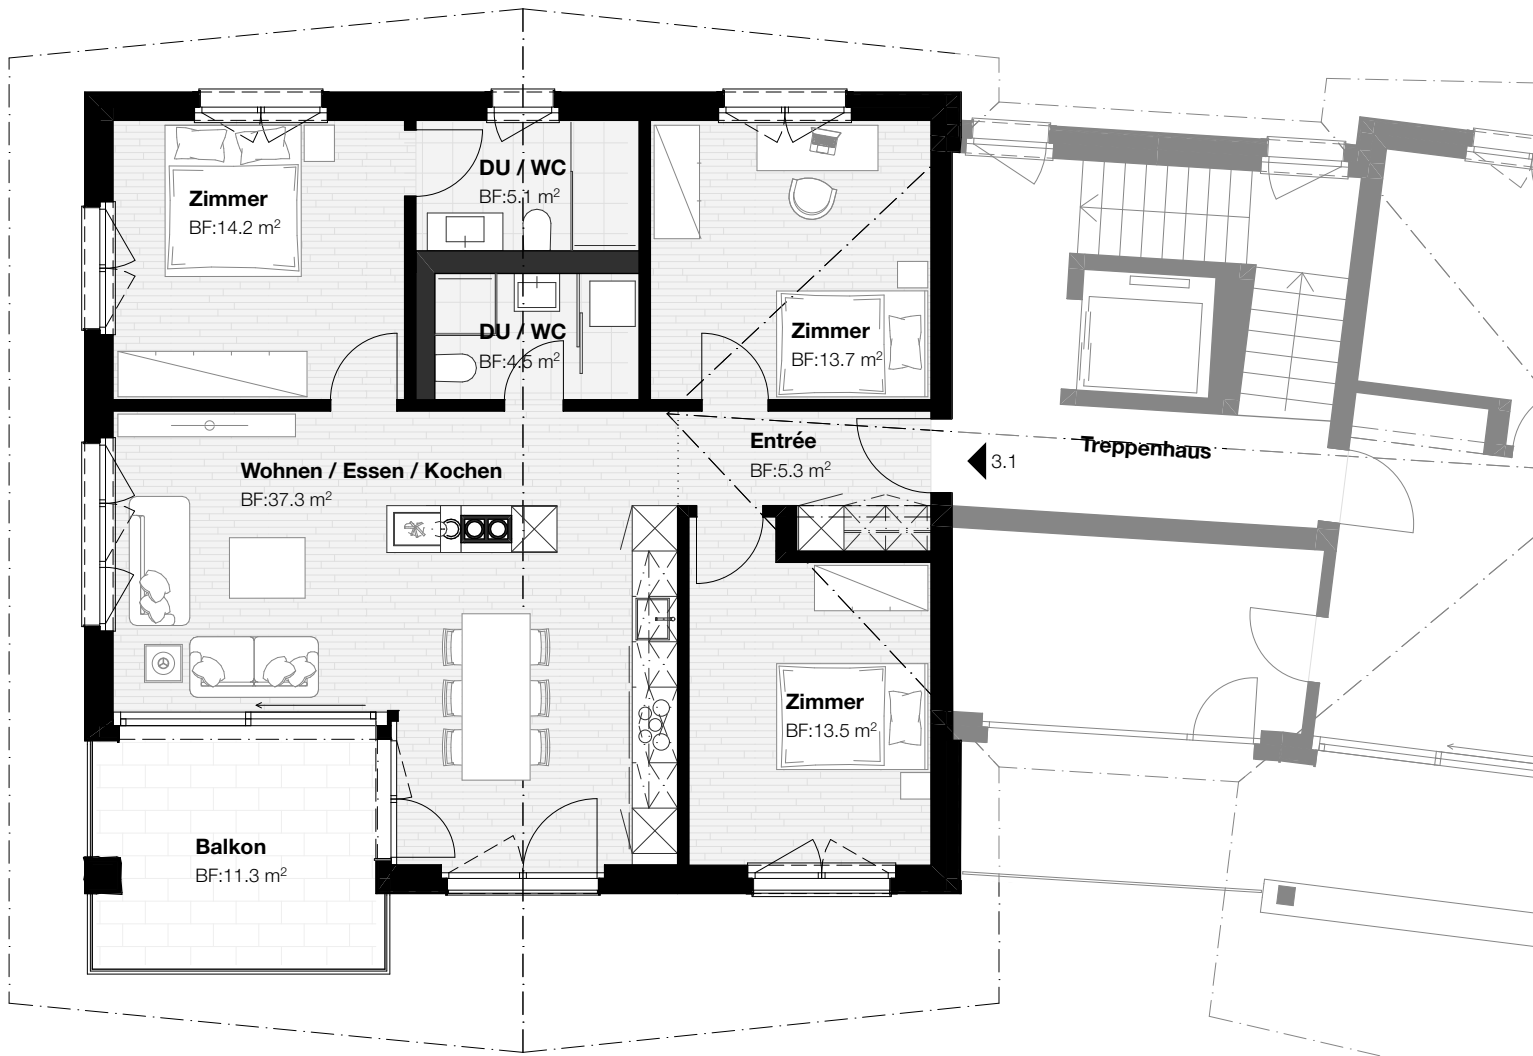 DU / WC
BF:5.1 m²
Zimmer
BF:14.2 m²
DU / WC
BF:4.5 m²
Zimmer
BF:13.7 m²
Entrée
BF:5.3 m²
3.1
Treppenhaus
Wohnen / Essen / Kochen
BF:37.3 m²
Zimmer
BF:13.5 m²
Balkon
BF:11.3 m²